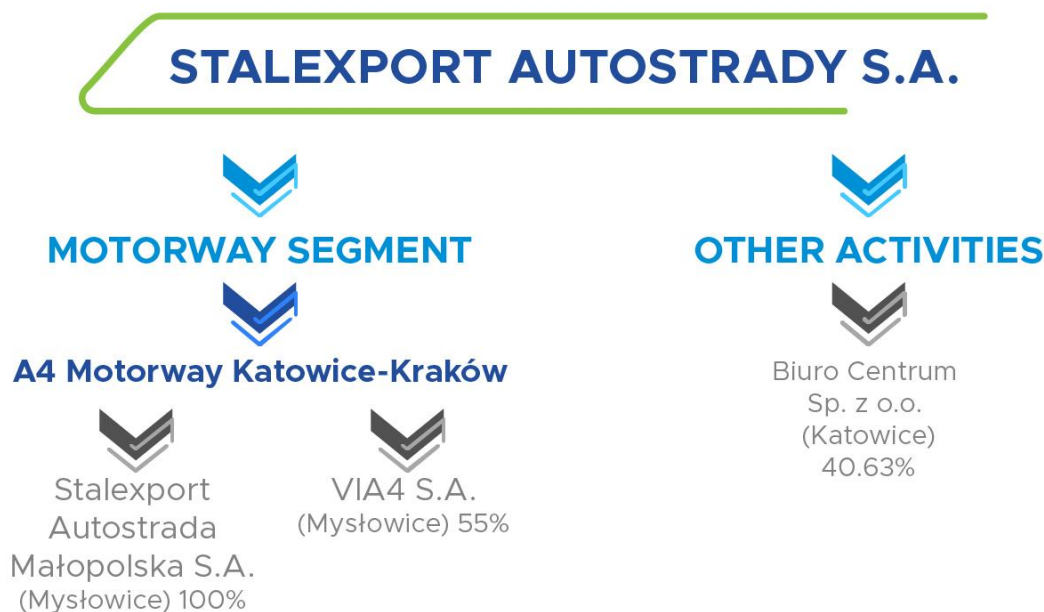 STALEXPORT AUTOSTRADY S.A.
MOTORWAY SEGMENT
A4 Motorway Katowice-Kraków
Stalexport
Autostrada
Małopolska S.A.
(Mysłowice) 100%
VIA4 S.A.
(Mysłowice) 55%
OTHER ACTIVITIES
Biuro Centrum
Sp. z o.o.
(Katowice)
40.63%